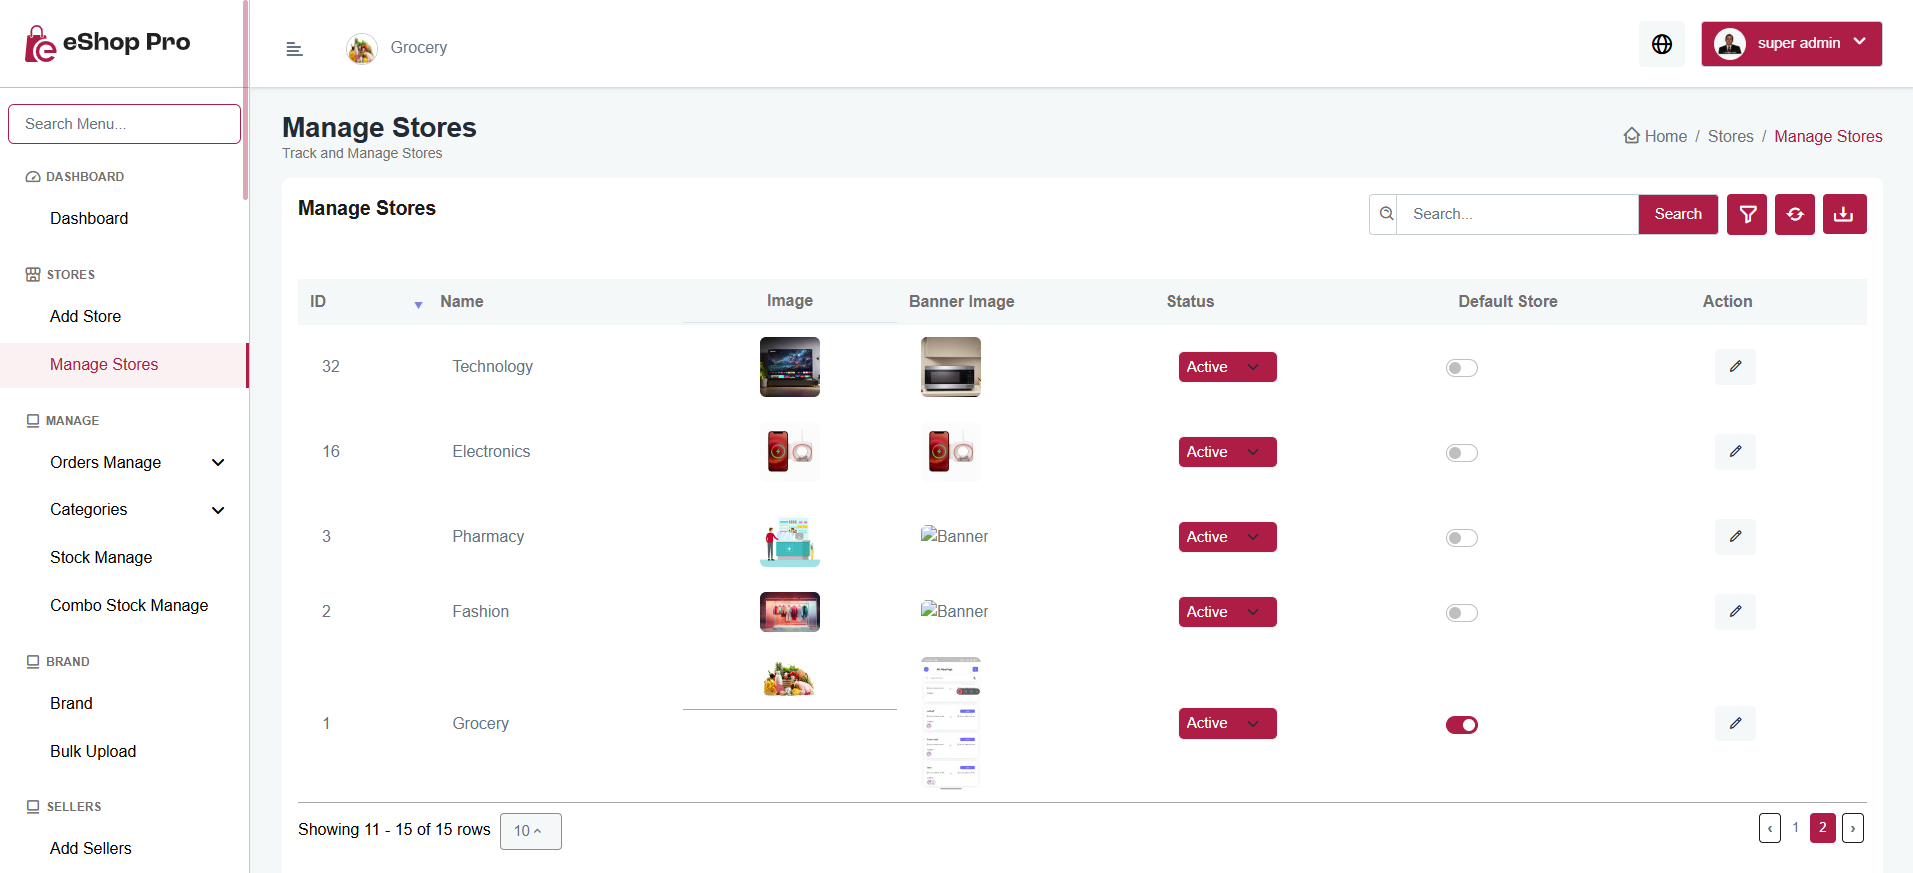 eShop Pro
Grocery
super admin
Search Menu...
DASHBOARD
Dashboard
STORES
Add Store
Manage Stores
MANAGE
Orders Manage
Categories
Stock Manage
Combo Stock Manage
BRAND
Brand
Bulk Upload
SELLERS
Add Sellers
Manage Stores
Track and Manage Stores
Home / Stores / Manage Stores
Manage Stores
Search... Search
ID Name Image Banner Image Status Default Store Action
32 Technology Active
16 Electronics Active
3 Pharmacy Banner Active
2 Fashion Banner Active
1 Grocery Active
Showing 11 - 15 of 15 rows 10
‹ 1 2 ›